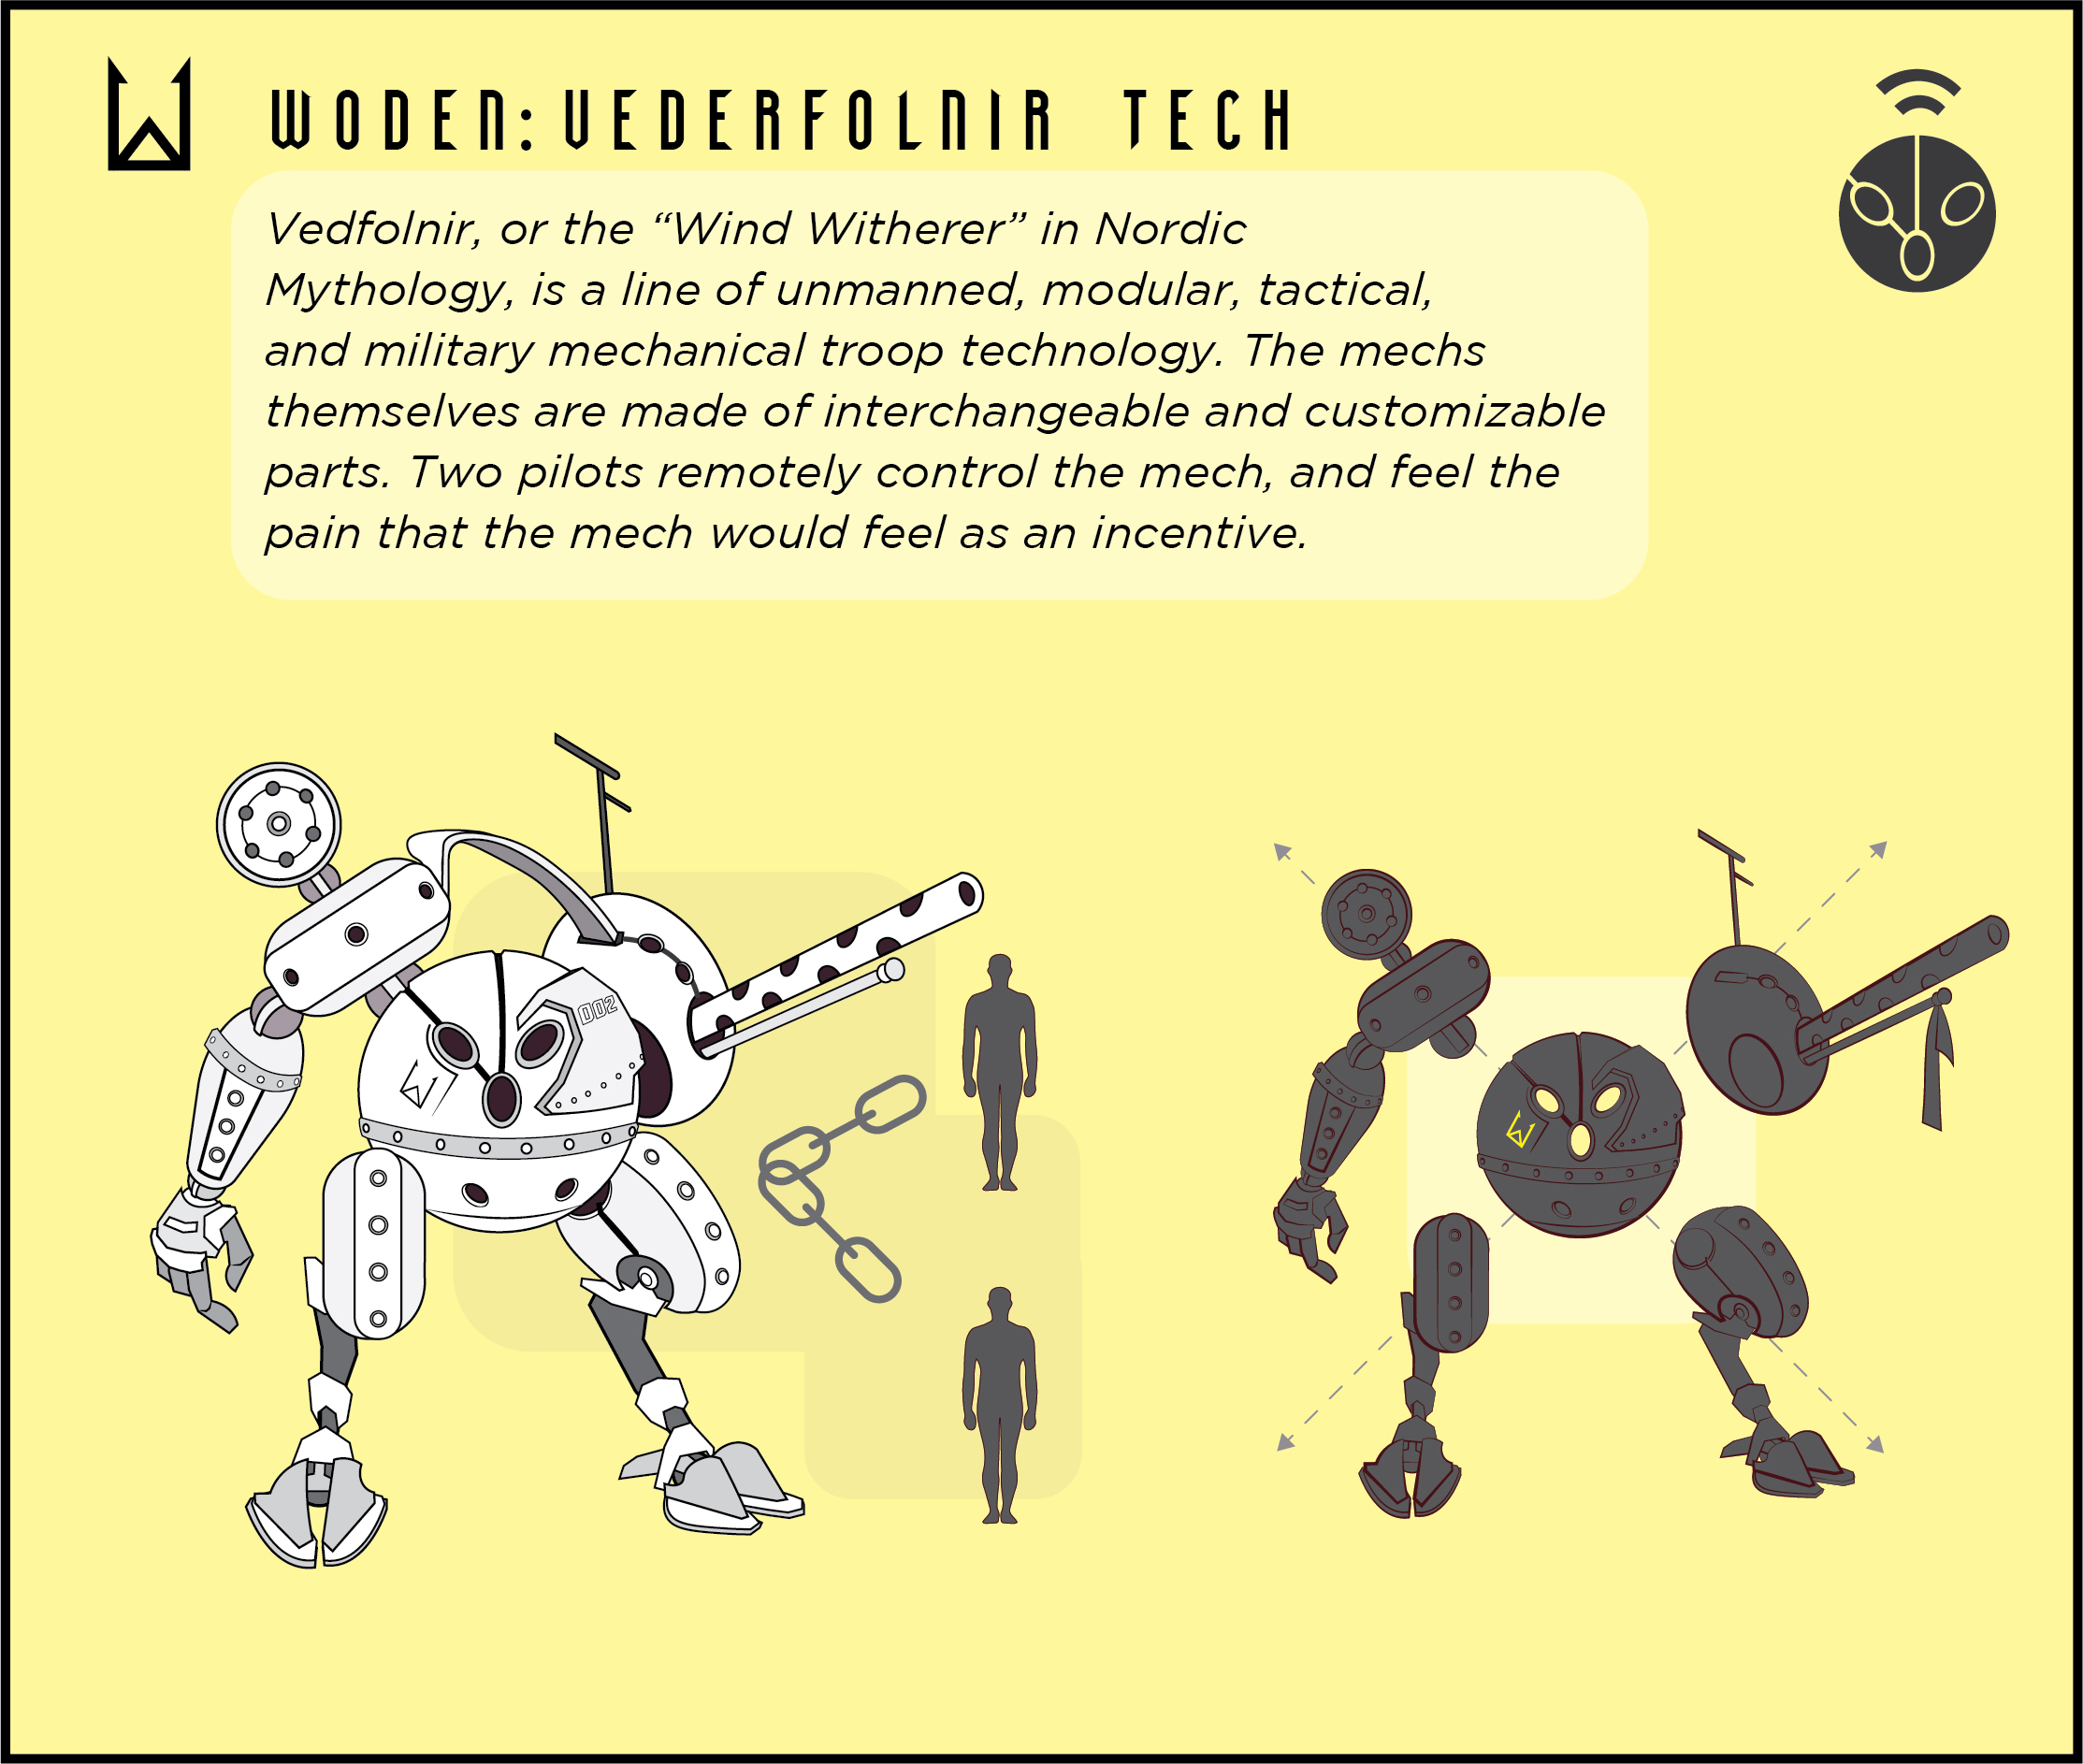 W
WODEN: VEDERFOLNIR TECH
Vedfolnir, or the “Wind Witherer” in Nordic
Mythology, is a line of unmanned, modular, tactical,
and military mechanical troop technology. The mechs
themselves are made of interchangeable and customizable
parts. Two pilots remotely control the mech, and feel the
pain that the mech would feel as an incentive.
002
W
W